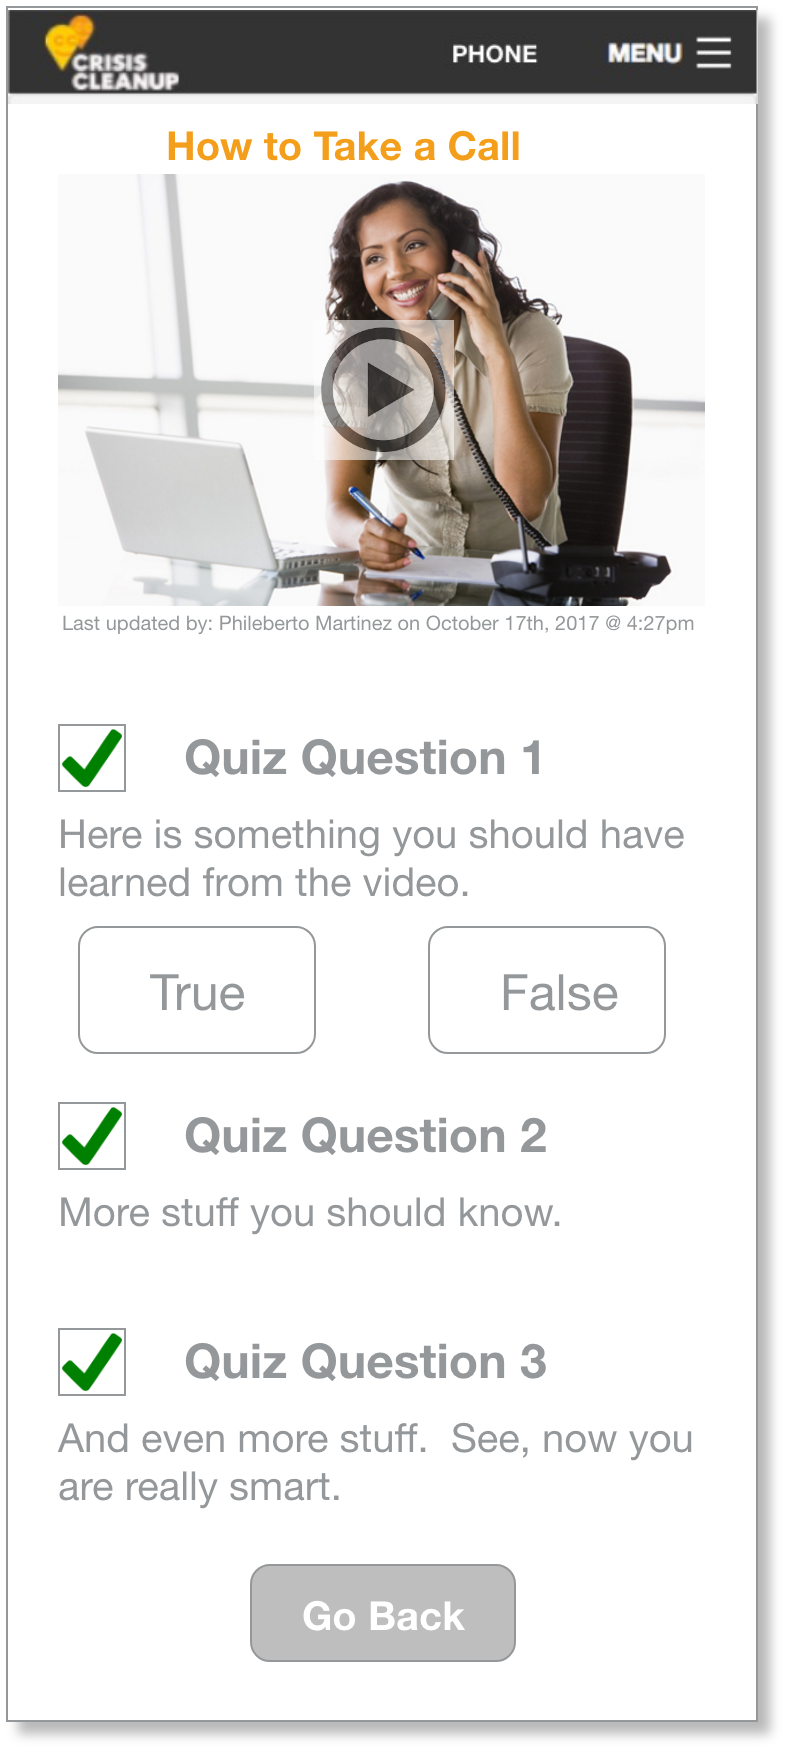 CRISIS
CLEANUP
PHONE
MENU
How to Take a Call
Last updated by: Phileberto Martinez on October 17th, 2017 @ 4:27pm
Quiz Question 1
Here is something you should have
learned from the video.
True
False
Quiz Question 2
More stuff you should know.
Quiz Question 3
And even more stuff.  See, now you
are really smart.
Go Back